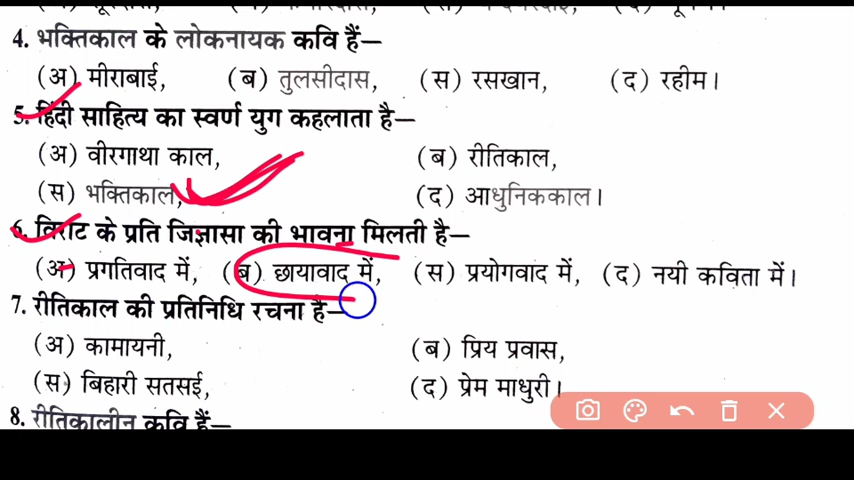 4. भक्तिकाल के लोकनायक कवि हैं—
(अ) मीराबाई, (ब) तुलसीदास, (स) रसखान, (द) रहीम।
5. हिंदी साहित्य का स्वर्ण युग कहलाता है—
(अ) वीरगाथा काल, (ब) रीतिकाल,
(स) भक्तिकाल, (द) आधुनिककाल।
6. विराट के प्रति जिज्ञासा की भावना मिलती है—
(अ) प्रगतिवाद में, (ब) छायावाद में, (स) प्रयोगवाद में, (द) नयी कविता में।
7. रीतिकाल की प्रतिनिधि रचना है—
(अ) कामायनी, (ब) प्रिय प्रवास,
(स) बिहारी सतसई, (द) प्रेम माधुरी।
8. रीतिकालीन कवि हैं—